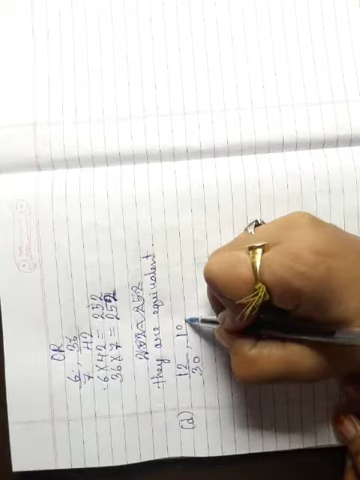 OR
6 , 36
7 42
6 X 42 = 252
36 X 7 = 252
252 = 252
they are equivalent.
(d) 12 , 10
30